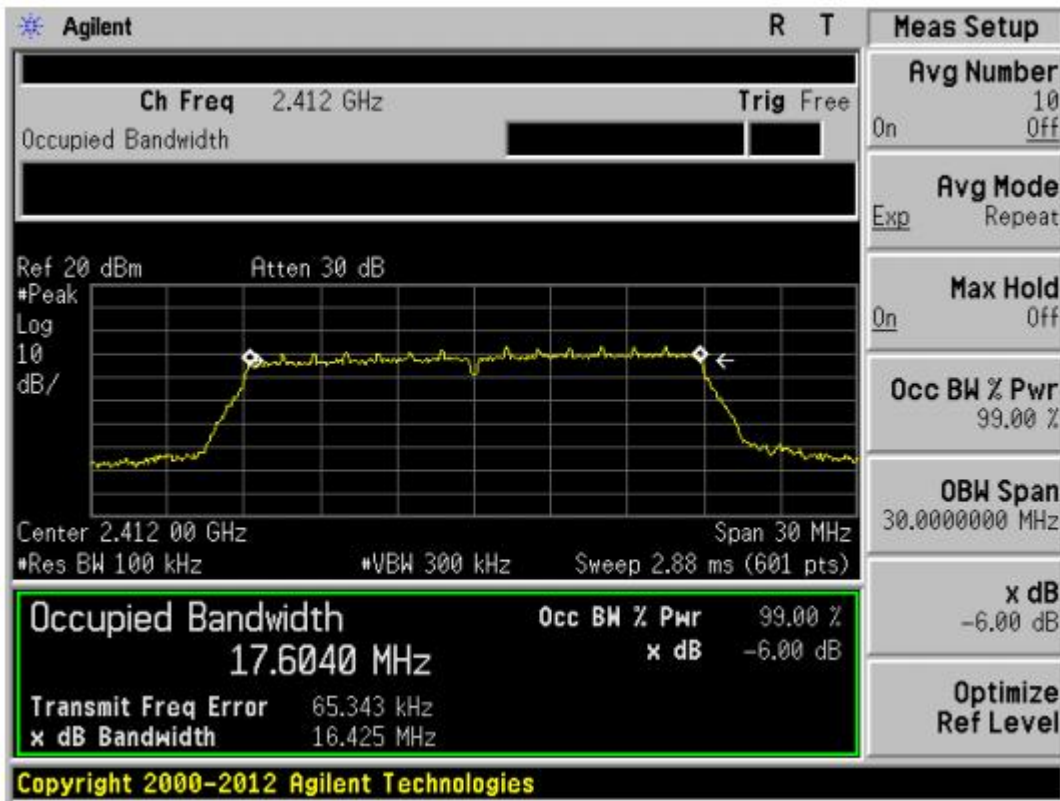 Agilent R T
Ch Freq 2.412 GHz Trig Free
Occupied Bandwidth
Ref 20 dBm Atten 30 dB
#Peak
Log
10
dB/
Center 2.412 00 GHz Span 30 MHz
#Res BW 100 kHz #VBW 300 kHz Sweep 2.88 ms (601 pts)
Occupied Bandwidth Occ BW % Pwr 99.00 %
17.6040 MHz x dB -6.00 dB
Transmit Freq Error 65.343 kHz
x dB Bandwidth 16.425 MHz
Copyright 2000-2012 Agilent Technologies
Meas Setup
Avg Number
10
On Off
Avg Mode
Exp Repeat
Max Hold
On Off
Occ BW % Pwr
99.00 %
OBW Span
30.0000000 MHz
x dB
-6.00 dB
Optimize
Ref Level